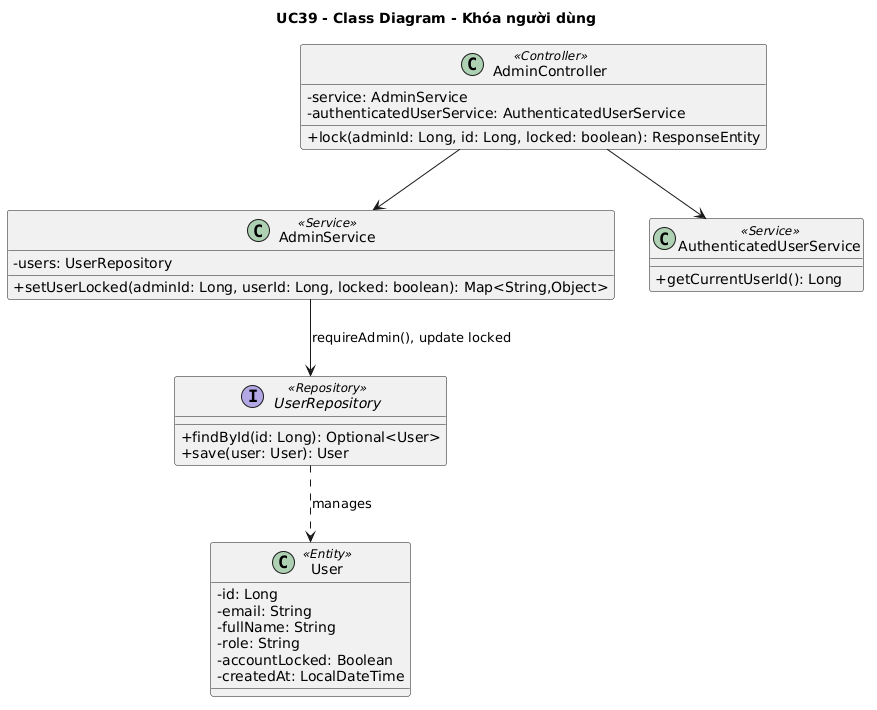 UC39 - Class Diagram - Khóa người dùng
«Controller»
C
AdminController
-service: AdminService
-authenticatedUserService: AuthenticatedUserService
+lock(adminId: Long, id: Long, locked: boolean): ResponseEntity
«Service»
C
AdminService
-users: UserRepository
+setUserLocked(adminId: Long, userId: Long, locked: boolean): Map<String,Object>
«Service»
C
AuthenticatedUserService
+getCurrentUserId(): Long
requireAdmin(), update locked
«Repository»
I
UserRepository
+findById(id: Long): Optional<User>
+save(user: User): User
manages
«Entity»
C
User
-id: Long
-email: String
-fullName: String
-role: String
-accountLocked: Boolean
-createdAt: LocalDateTime